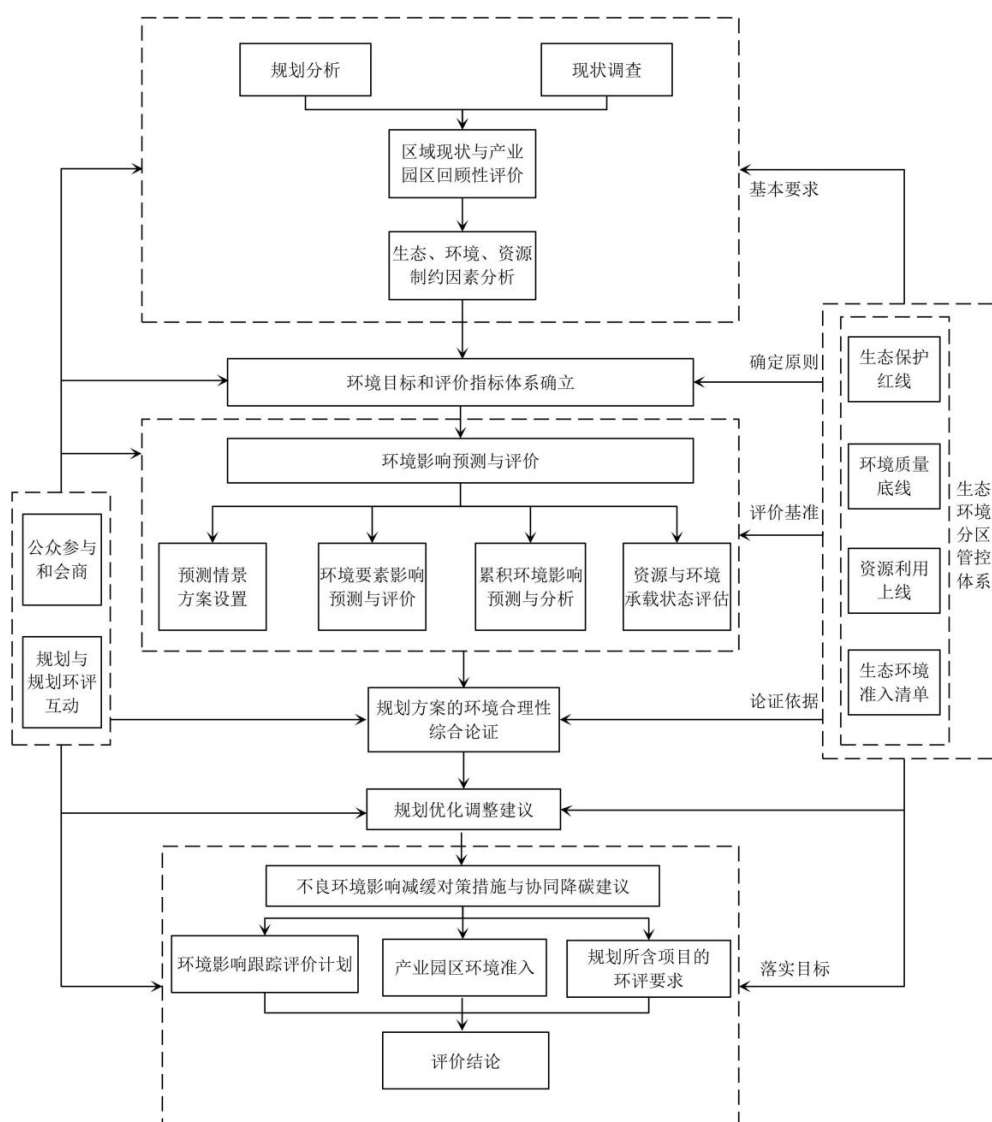 规划分析
现状调查
区域现状与产业
园区回顾性评价
基本要求
生态、环境、资源
制约因素分析
环境目标和评价指标体系确立
确定原则
生态保护
红线
环境影响预测与评价
环境质量
底线
生态
环境
分区
管控
体系
评价基准
公众参与
和会商
预测情景
方案设置
环境要素影响
预测与评价
累积环境影响
预测与分析
资源与环境
承载状态评估
资源利用
上线
规划与
规划环评
互动
生态环境
准入清单
规划方案的环境合理性
综合论证
论证依据
规划优化调整建议
不良环境影响减缓对策措施与协同降碳建议
环境影响跟踪评价计划
产业园区环境准入
规划所含项目的
环评要求
落实目标
评价结论